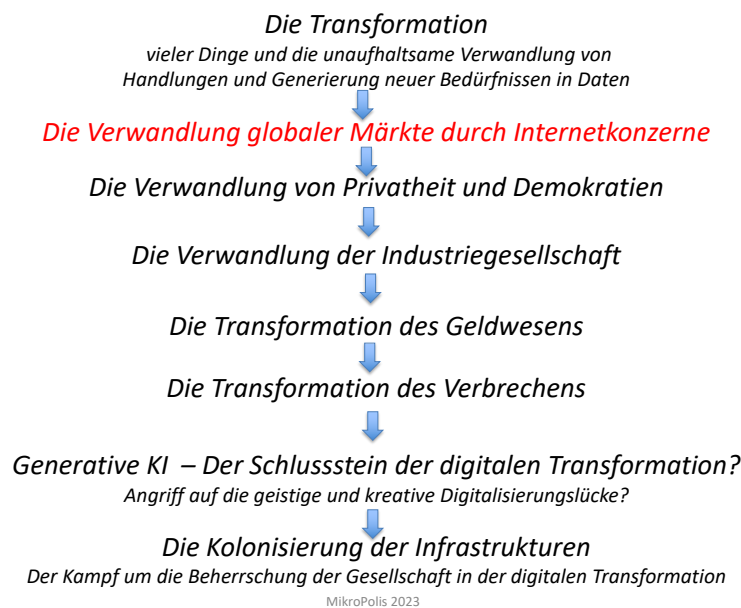 Die Transformation
vieler Dinge und die unaufhaltsame Verwandlung von
Handlungen und Generierung neuer Bedürfnissen in Daten
Die Verwandlung globaler Märkte durch Internetkonzerne
Die Verwandlung von Privatheit und Demokratien
Die Verwandlung der Industriegesellschaft
Die Transformation des Geldwesens
Die Transformation des Verbrechens
Generative KI – Der Schlussstein der digitalen Transformation?
Angriff auf die geistige und kreative Digitalisierungslücke?
Die Kolonisierung der Infrastrukturen
Der Kampf um die Beherrschung der Gesellschaft in der digitalen Transformation
MikroPolis 2023